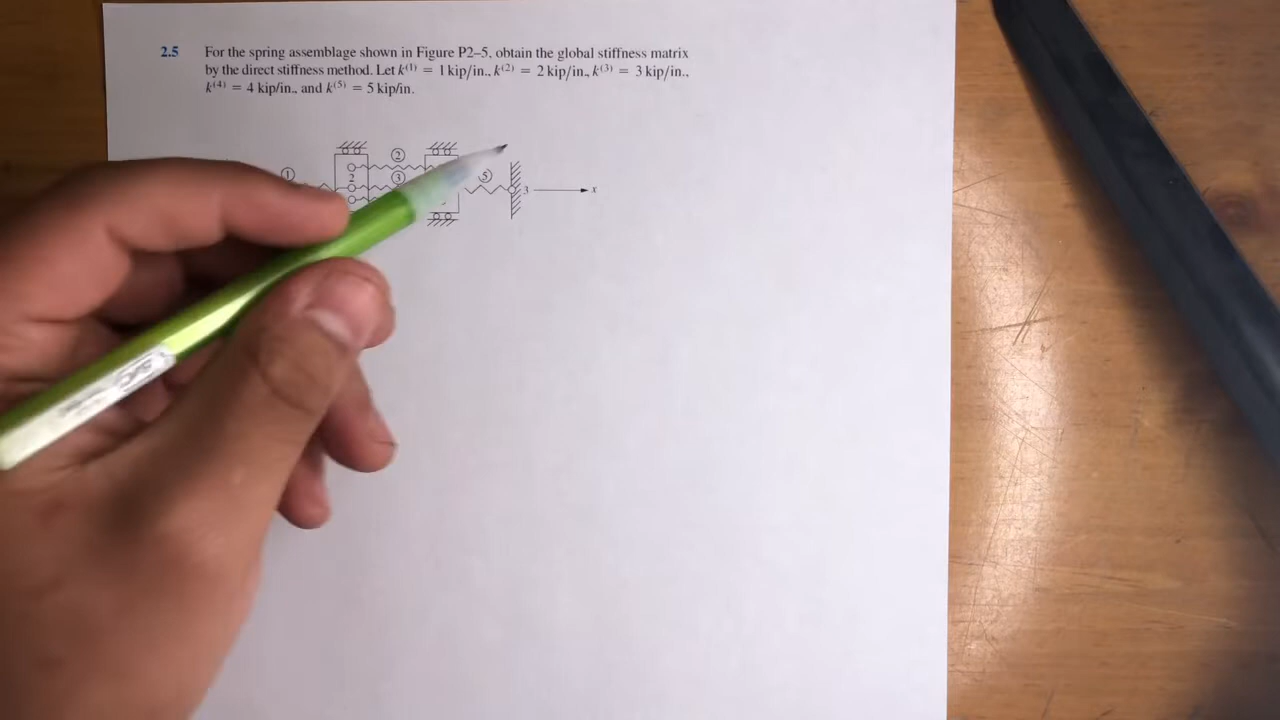 2.5 For the spring assemblage shown in Figure P2–5, obtain the global stiffness matrix
by the direct stiffness method. Let k(1) = 1 kip/in., k(2) = 2 kip/in., k(3) = 3 kip/in.,
k(4) = 4 kip/in., and k(5) = 5 kip/in.
1
2
2
3
5
3
x